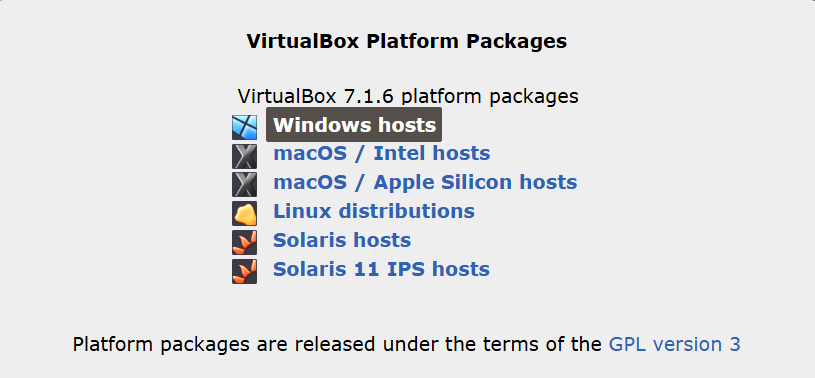 VirtualBox Platform Packages
VirtualBox 7.1.6 platform packages
Windows hosts
macOS / Intel hosts
macOS / Apple Silicon hosts
Linux distributions
Solaris hosts
Solaris 11 IPS hosts
Platform packages are released under the terms of the GPL version 3